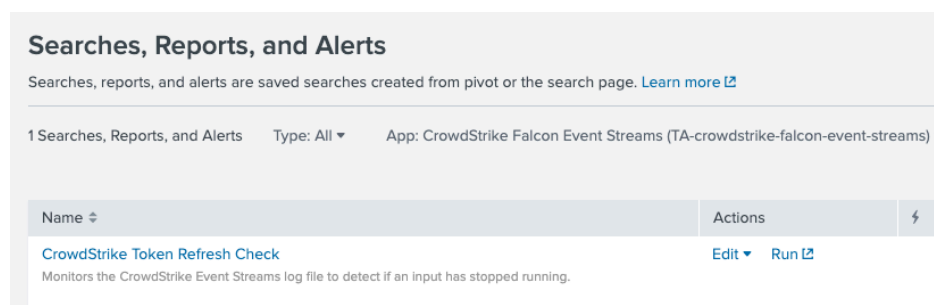 Searches, Reports, and Alerts
Searches, reports, and alerts are saved searches created from pivot or the search page. Learn more
1 Searches, Reports, and Alerts Type: All App: CrowdStrike Falcon Event Streams (TA-crowdstrike-falcon-event-streams)
Name Actions
CrowdStrike Token Refresh Check Edit Run
Monitors the CrowdStrike Event Streams log file to detect if an input has stopped running.